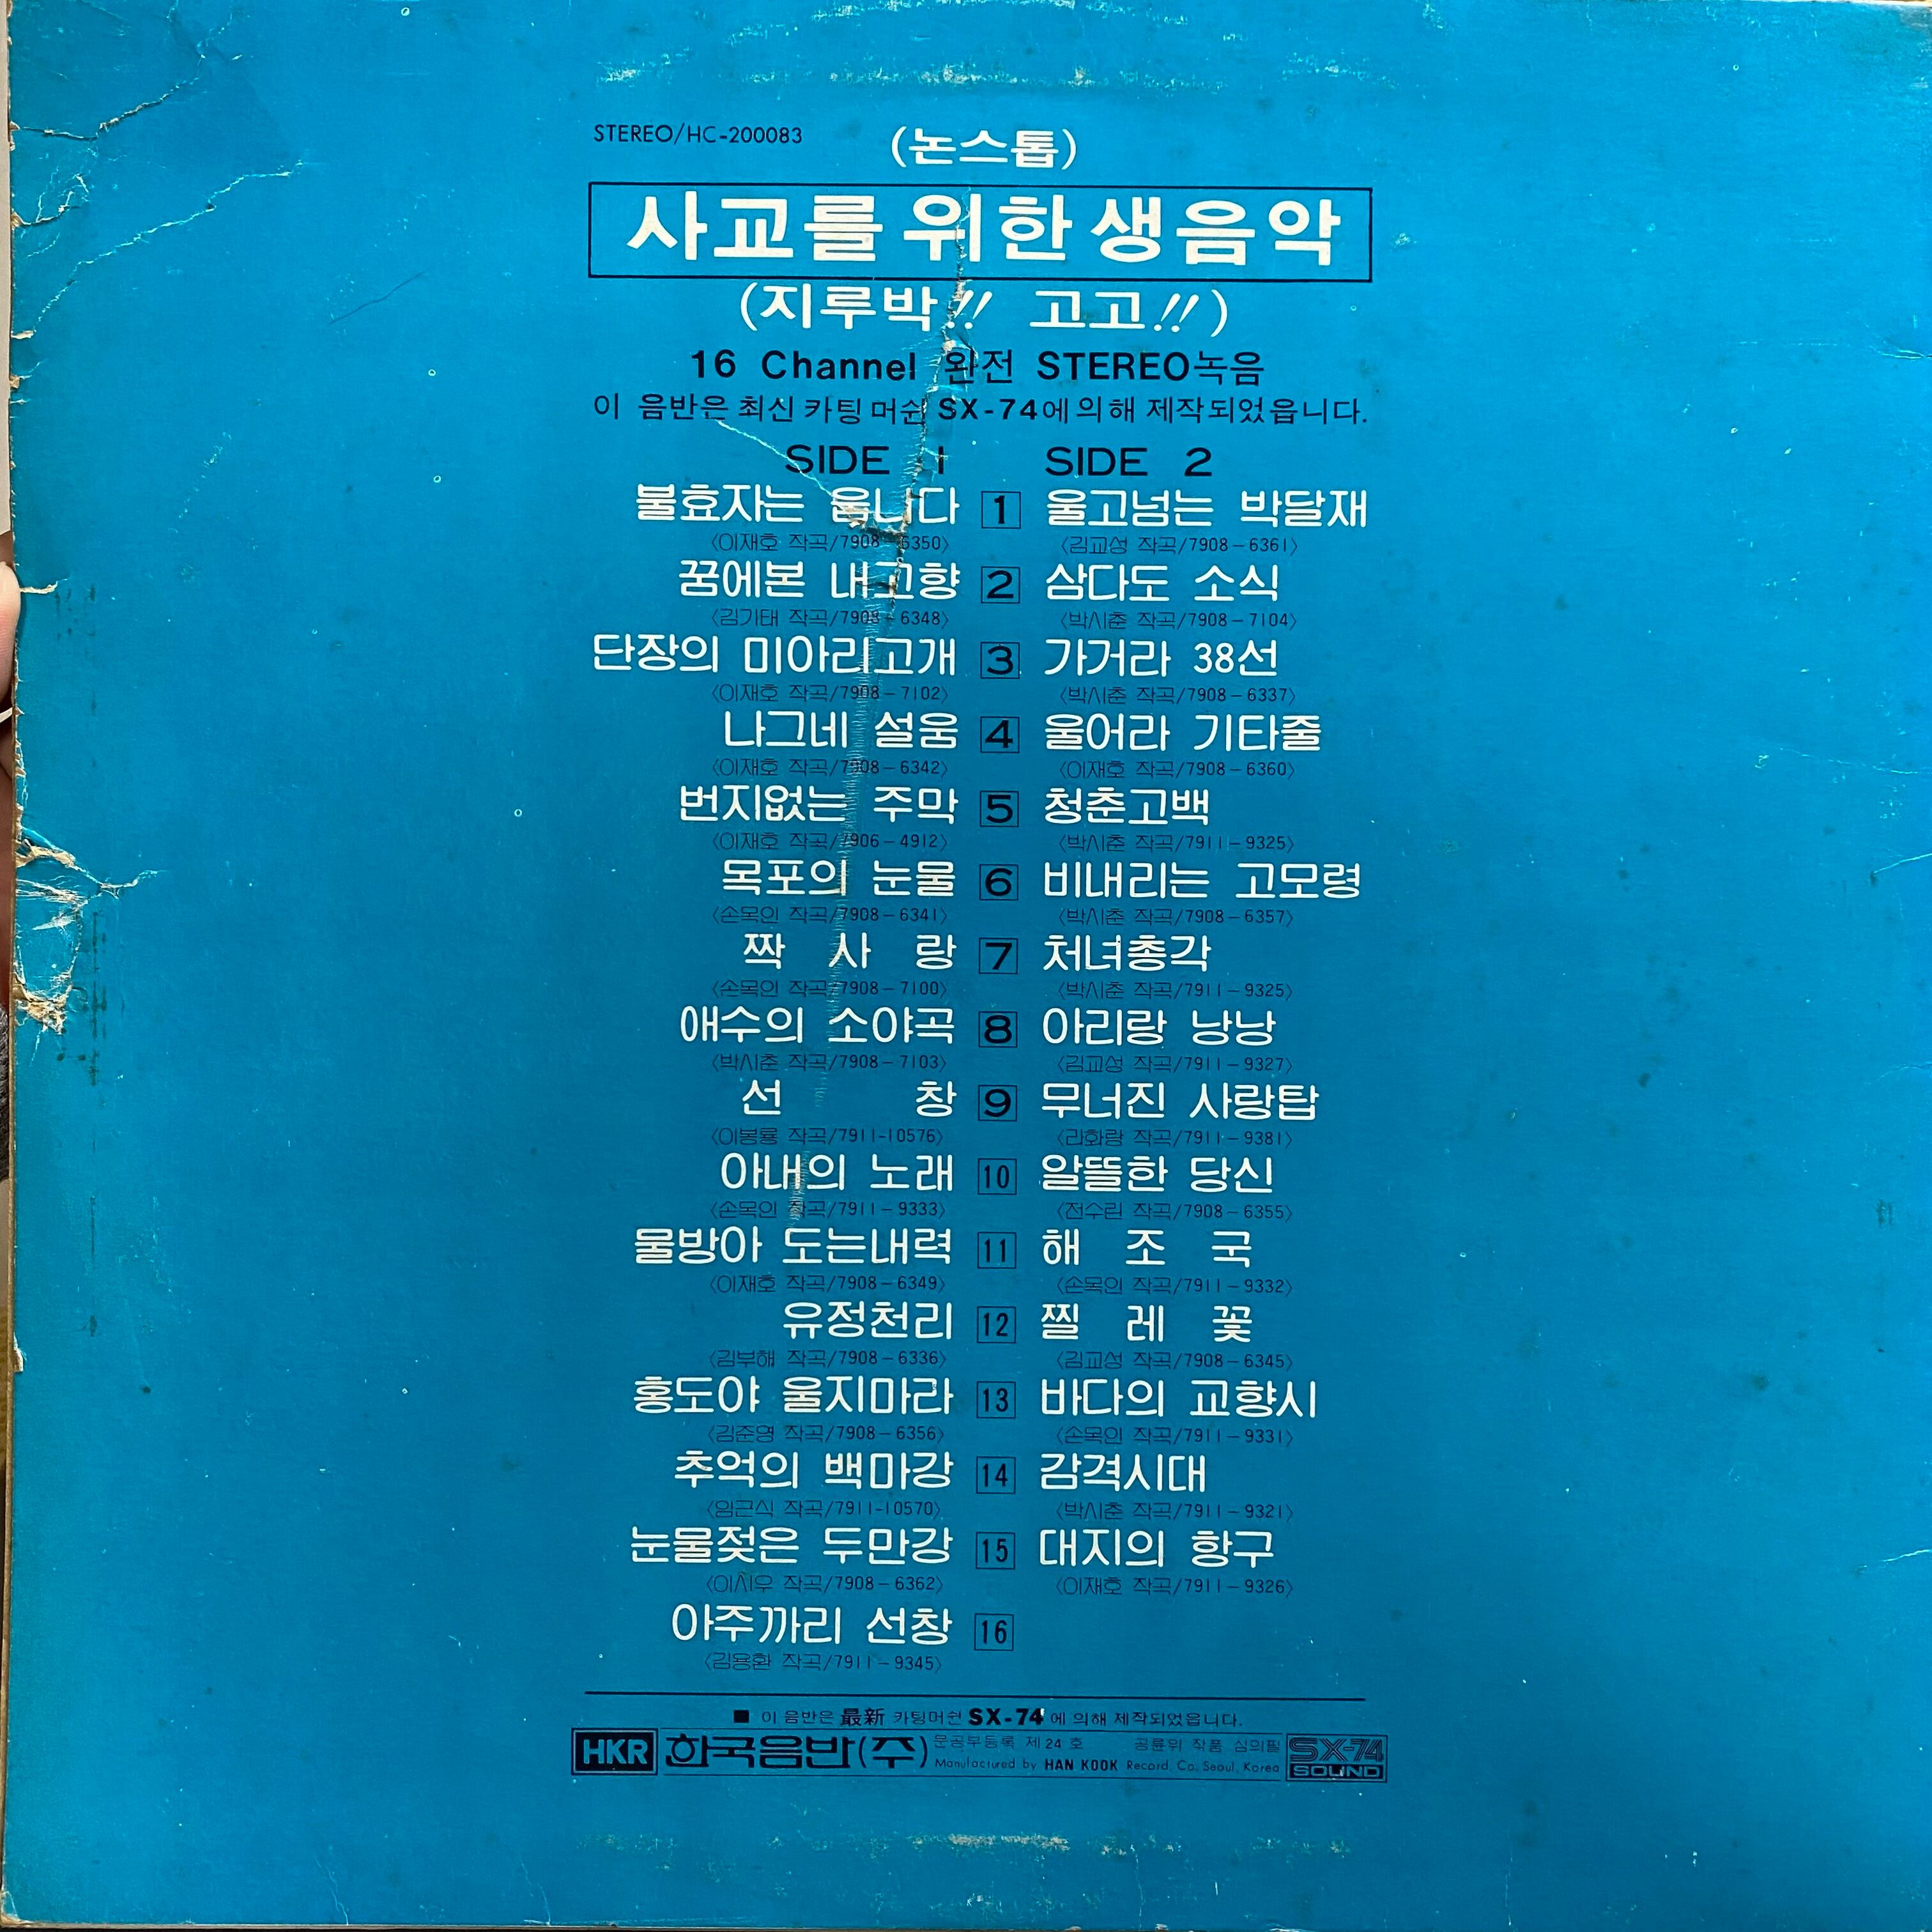 STEREO/HC-200083
(논스톱)
사교를 위한 생음악
(지루박!! 고고!!)
16 Channel 완전 STEREO녹음
이 음반은 최신 카팅 머쉰 SX-74에 의해 제작되었읍니다.
SIDE 1 SIDE 2
불효자는 웁니다 1 울고넘는 박달재
〈이재호 작곡/7908-6350〉 〈김교성 작곡/7908-6361〉
꿈에본 내고향 2 삼다도 소식
〈김기태 작곡/7908-6348〉 〈박시춘 작곡/7908-7104〉
단장의 미아리고개 3 가거라 38선
〈이재호 작곡/7908-7102〉 〈박시춘 작곡/7908-6337〉
나그네 설움 4 울어라 기타줄
〈이재호 작곡/7908-6342〉 〈이재호 작곡/7908-6360〉
번지없는 주막 5 청춘고백
〈이재호 작곡/7906-4912〉 〈박시춘 작곡/7911-9325〉
목포의 눈물 6 비내리는 고모령
〈손목인 작곡/7908-6341〉 〈박시춘 작곡/7908-6357〉
짝 사 랑 7 처녀총각
〈손목인 작곡/7908-7100〉 〈박시춘 작곡/7911-9325〉
애수의 소야곡 8 아리랑 낭낭
〈박시춘 작곡/7908-7103〉 〈김교성 작곡/7911-9327〉
선 창 9 무너진 사랑탑
〈이봉룡 작곡/7911-10576〉 〈리화랑 작곡/7911-9381〉
아내의 노래 10 알뜰한 당신
〈손목인 작곡/7911-9333〉 〈전수린 작곡/7908-6355〉
물방아 도는내력 11 해 조 국
〈이재호 작곡/7908-6349〉 〈손목인 작곡/7911-9332〉
유정천리 12 찔 레 꽃
〈김부해 작곡/7908-6336〉 〈김교성 작곡/7908-6345〉
홍도야 울지마라 13 바다의 교향시
〈김준영 작곡/7908-6356〉 〈손목인 작곡/7911-9331〉
추억의 백마강 14 감격시대
〈임근식 작곡/7911-10570〉 〈박시춘 작곡/7911-9321〉
눈물젖은 두만강 15 대지의 항구
〈이시우 작곡/7908-6362〉 〈이재호 작곡/7911-9326〉
아주까리 선창 16
〈김용환 작곡/7911-9345〉
■ 이 음반은 最新 카팅머쉰 SX-74에 의해 제작되었읍니다.
HKR 한국음반(주) 문공부등록 제24호 공륜위 작품 심의필 SX-74
Manufactured by HAN KOOK Record. Co. Seoul, Korea SOUND